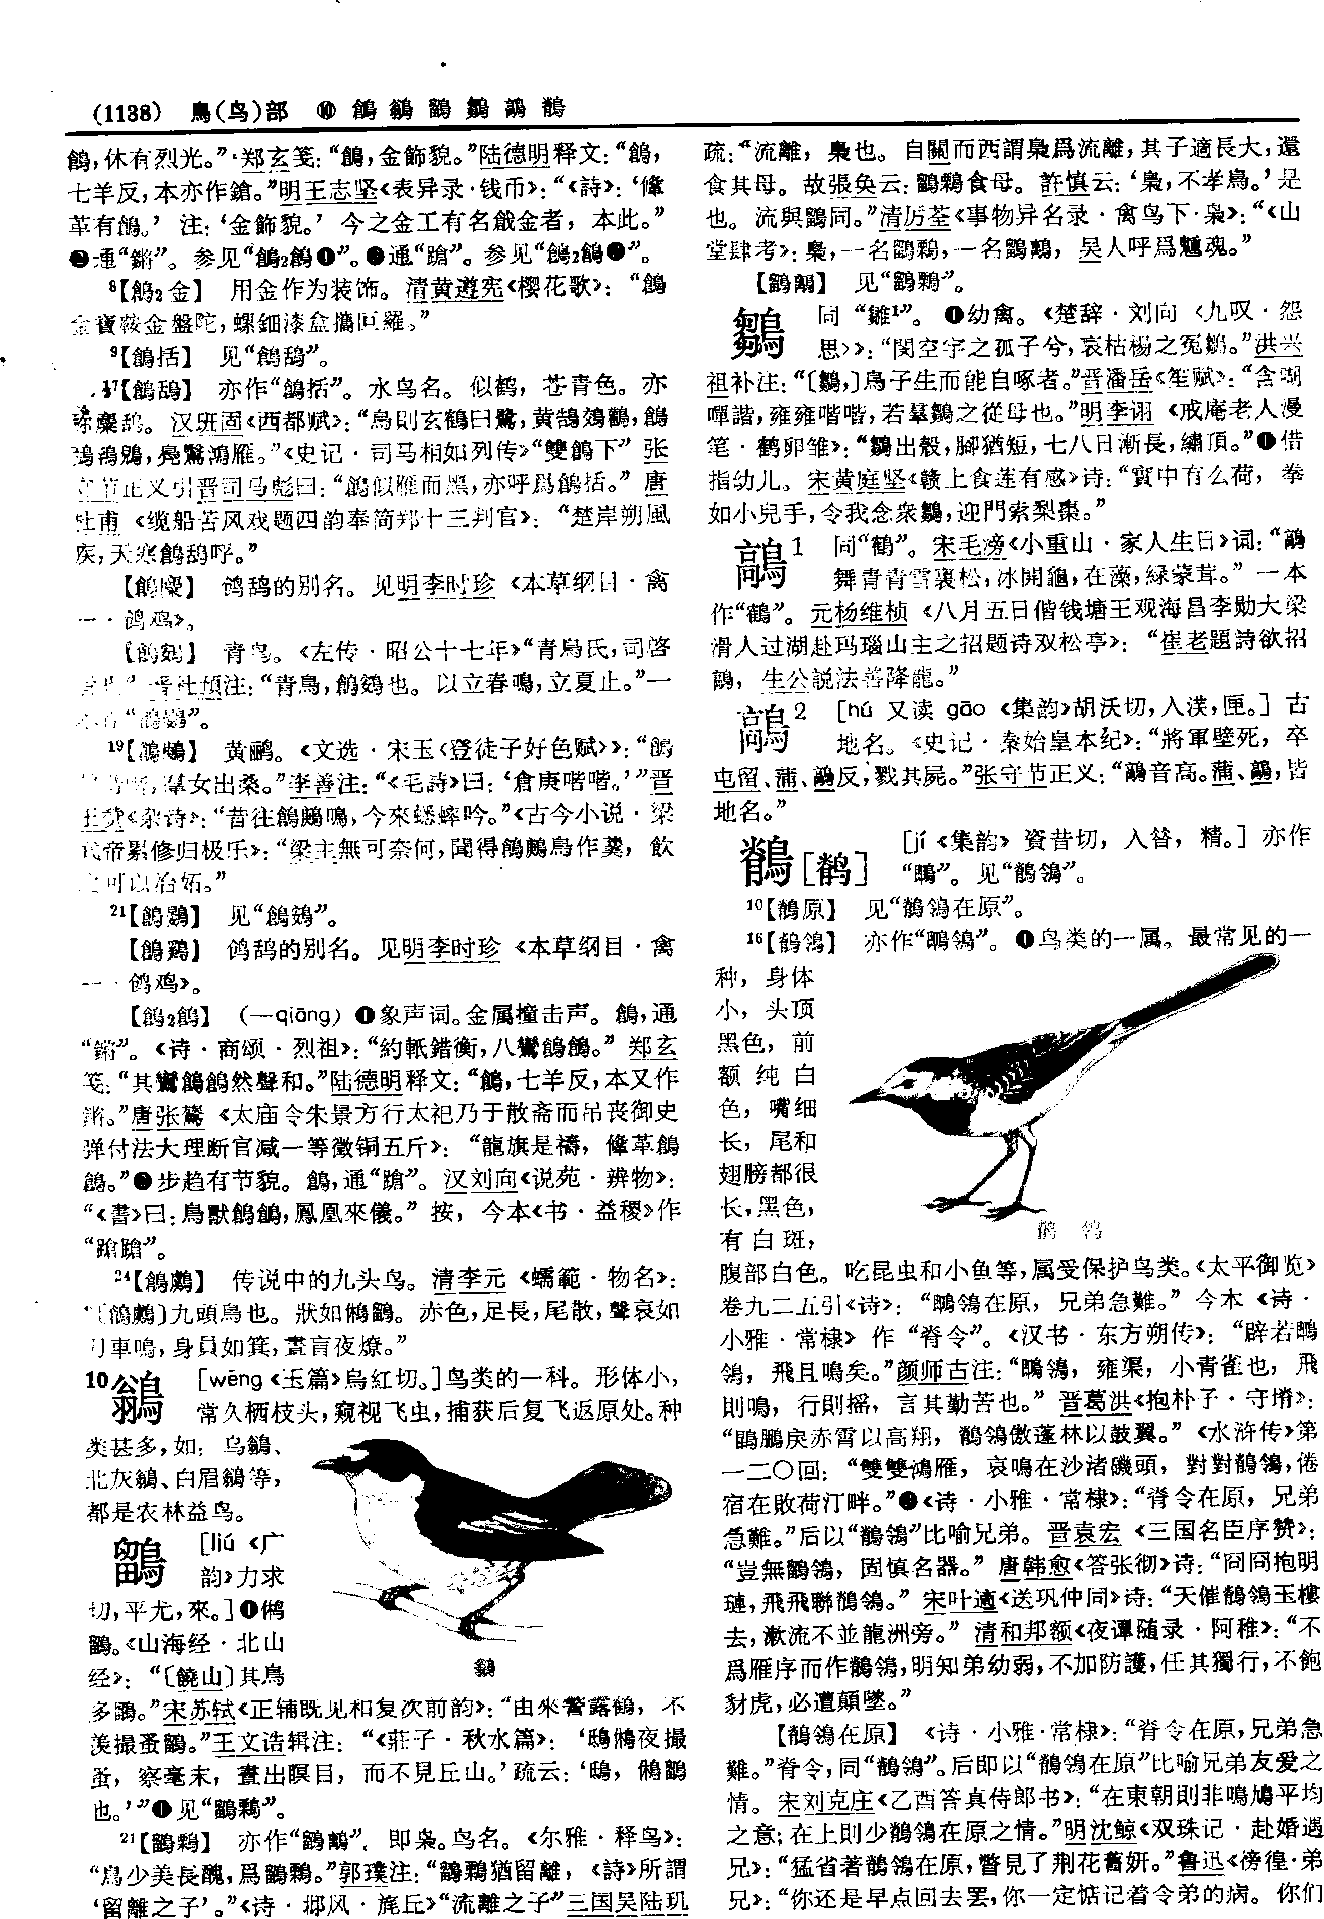 (1138) 鳥(鸟)部 ⑩ 鶬 鶲 鶹 鶵 鷎 鶺
鶬，休有烈光。”郑玄笺：“鶬，金飾貌。”陆德明释文：“鶬，
七羊反，本亦作鎗。”明王志坚《表异录·钱币》：“《詩》：‘鞗
革有鶬。’ 注：‘金飾貌。’ 今之金工有名戧金者，本此。”
通“鏘”。参见“鶬₂鶬❶”。通“蹌”。参见“鶬₂鶬❷”。
⁸【鶬₂金】 用金作为装饰。清黄遵宪《樱花歌》：“鶬
金寶鞍金盤陀，螺鈿漆盒攜叵羅。”
⁹【鶬括】 见“鶬鴰”。
【鶬鴰】 亦作“鶬括”。水鸟名。似鹤，苍青色。亦
称麋鴰。汉班固《西都赋》：“鳥則玄鶴白鷺，黄鵠鵁鸛，鶬
鴰鴇鶂，鳧鷖鴻雁。”《史记·司马相如列传》“雙鶬下” 张
守节正义引晋司马彪曰：“鶬似雁而黑，亦呼爲鶬括。” 唐
杜甫《缆船苦风戏题四韵奉简郑十三判官》：“楚岸朔風
疾，天寒鶬鴰呼。”
【鶬麋】 鸧鸹的别名。见明李时珍《本草纲目·禽
一·鸧鸡》。
【鶬鴳】 青鸟。《左传·昭公十七年》“青鳥氏，司啓
者也” 晋杜預注：“青鳥，鶬鴳也。以立春鳴，立夏止。”一
本作“鶬鷃”。
¹⁹【鶬鶊】 黄鹂。《文选·宋玉〈登徒子好色赋〉》：“鶬
鶊喈喈，羣女出桑。”李善注：“《毛詩》曰：‘倉庚喈喈。’”晋
《杂诗》：“昔往鶬鶊鳴，今來蟋蟀吟。”《古今小说·梁
武帝累修归极乐》：“梁主無可奈何，聞得鶬鶊鳥作羹，飲
之可以治妬。”
²¹【鶬鷃】 见“鶬鴳”。
【鶬鷄】 鸧鸹的别名。见明李时珍《本草纲目·禽
一·鸧鸡》。
【鶬₂鶬】 (—qiāng) ❶象声词。金属撞击声。鶬，通
“鏘”。《诗·商颂·烈祖》：“約軝錯衡，八鸞鶬鶬。” 郑玄
笺：“其鸞鶬鶬然聲和。”陆德明释文：“鶬，七羊反，本又作
鏘。”唐张鷟《太庙令朱景方行太祀乃于散斋而吊丧御史
弹付法大理断官减一等徵铜五斤》：“龍旗是禱，鞗革鶬
鶬。”❷步趋有节貌。鶬，通“蹌”。汉刘向《说苑·辨物》：
“《書》曰：鳥獸鶬鶬，鳳凰來儀。” 按，今本《书·益稷》作
“蹌蹌”。
²⁴【鶬鸆】 传说中的九头鸟。清李元《蠕範·物名》：
“〔鶬鸆〕九頭鳥也。狀如鵂鶹。赤色，足長，尾散，聲哀如
刀車鳴，身員如箕，晝盲夜燎。”
10鶲 [wēng《玉篇》烏紅切。]鸟类的一科。形体小，
常久栖枝头，窥视飞虫，捕获后复飞返原处。种
类甚多，如：乌鶲、
北灰鶲、白眉鶲等，
都是农林益鸟。
鶲
鶹 [liú《广
韵》力求
切，平尤，來。]❶鵂
鶹。《山海经·北山
经》：“〔饒山〕其鳥
多鶹。”宋苏轼《正辅既见和复次前韵》：“由來警露鶴，不
羨撮蚤鶹。”王文诰辑注：“《莊子·秋水篇》：‘鴟鵂夜撮
蚤，察毫末，晝出瞑目，而不見丘山。’疏云：‘鴟，鵂鶹
也。’”❷见“鶹鷅”。
²¹【鶹鷅】 亦作“鶹鷅”。即枭。鸟名。《尔雅·释鸟》：
“鳥少美長醜，爲鶹鷅。”郭璞注：“鶹鷅猶留離，《詩》所謂
‘留離之子’。”《诗·邶风·旄丘》“流離之子”三国吴陆玑
疏：“流離，梟也。自關而西謂梟爲流離，其子適長大，還
食其母。故張奂云：鶹鷅食母。許慎云：‘梟，不孝鳥。’是
也。流與鶹同。”清厉荃《事物异名录·禽鸟下·枭》：“《山
堂肆考》：梟，一名鶹鷅，一名鶹鷅，吴人呼爲魑魂。”
【鶹鷅】 见“鶹鷅”。
鶵 同“雛¹”。❶幼禽。《楚辞·刘向〈九叹·怨
思〉》：“閔空宇之孤子兮，哀枯楊之冤鶵。”洪兴
祖补注：“〔鶵，〕鳥子生而能自啄者。”晋潘岳《笙赋》：“含嘲
嘽諧，雍雍喈喈，若羣鶵之從母也。”明李诩《戒庵老人漫
笔·鹤卵雏》：“鶵出殼，脚猶短，七八日漸長，繡頂。”❷借
指幼儿。宋黄庭坚《赣上食莲有感》诗：“實中有么荷，拳
如小兒手，令我念衆鶵，迎門索梨棗。”
鷎1 同“鶴”。宋毛滂《小重山·家人生日》词：“鷎
舞青青雪裏松，冰開龜，在藻，緑蒙茸。” 一本
作“鶴”。元杨维桢《八月五日偕钱塘王观海昌李勋大梁
滑人过湖赴玛瑙山主之招题诗双松亭》：“崔老題詩欲招
鷎，生公説法善降龍。”
鷎2 [hú 又读 gāo《集韵》胡沃切，入沃，匣。] 古
地名。《史记·秦始皇本纪》：“將軍壁死，卒
屯留、蒲、鷎反，戮其屍。”张守节正义：“鷎音高。蒲、鷎，皆
地名。”
鶺[鹡] [jí《集韵》資昔切，入昔，精。] 亦作
“鵙”。见“鶺鴒”。
¹⁰【鶺原】 见“鶺鴒在原”。
¹⁶【鶺鴒】 亦作“鵙鴒”。❶鸟类的一属。最常见的一
种，身体
小，头顶
黑色，前
额纯白
色，嘴细
长，尾和
翅膀都很
长，黑色，
有白斑，
鶺 鴒
腹部白色。吃昆虫和小鱼等，属受保护鸟类。《太平御览》
卷九二五引《诗》：“鵙鴒在原，兄弟急難。” 今本《诗·
小雅·常棣》作“脊令”。《汉书·东方朔传》：“辟若鵙
鴒，飛且鳴矣。”颜师古注：“鵙鴒，雍渠，小青雀也，飛
則鳴，行則摇，言其勤苦也。” 晋葛洪《抱朴子·守塉》：
“鵾鵬戾赤霄以高翔，鶺鴒傲蓬林以鼓翼。”《水浒传》第
一二〇回：“雙雙鴻雁，哀鳴在沙渚磯頭，對對鶺鴒，倦
宿在敗荷汀畔。”❷《诗·小雅·常棣》：“脊令在原，兄弟
急難。”后以“鶺鴒”比喻兄弟。晋袁宏《三国名臣序赞》：
“豈無鶺鴒，固慎名器。” 唐韩愈《答张彻》诗：“冏冏抱明
璉，飛飛聯鶺鴒。” 宋叶適《送巩仲同》诗：“天催鶺鴒玉樓
去，漱流不並龍洲旁。” 清和邦额《夜谭随录·阿稚》：“不
爲雁序而作鶺鴒，明知弟幼弱，不加防護，任其獨行，不飽
豺虎，必遭顛墜。”
【鶺鴒在原】 《诗·小雅·常棣》：“脊令在原，兄弟急
難。”脊令，同“鶺鴒”。后即以“鶺鴒在原”比喻兄弟友爱之
情。宋刘克庄《乙酉答真侍郎书》：“在東朝則非鳴鳩平均
之意；在上則少鶺鴒在原之情。”明沈鲸《双珠记·赴婚遇
兄》：“猛省著鶺鴒在原，瞥見了荆花舊妍。”鲁迅《徬徨·弟
兄》：“你还是早点回去罢，你一定惦记着令弟的病。你们